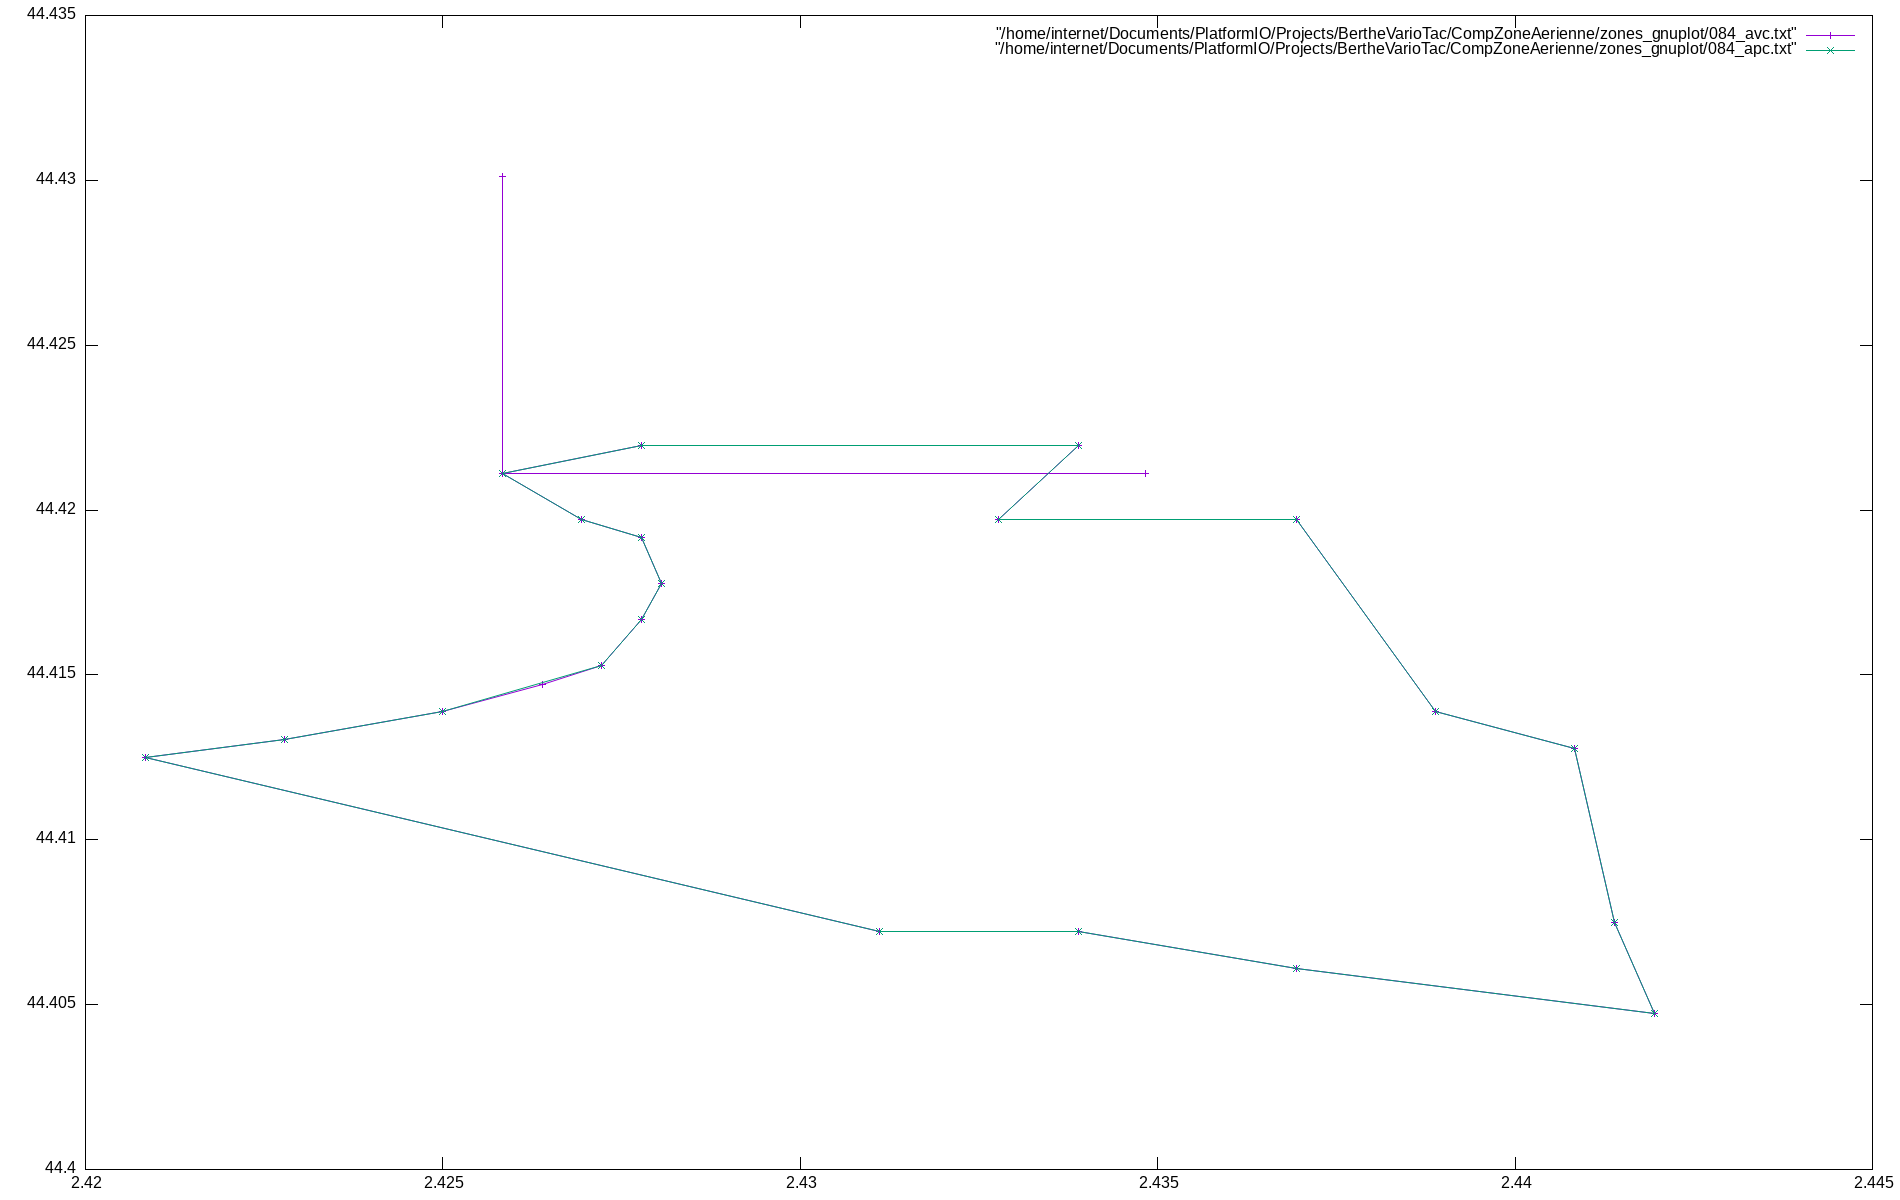 44.435
"/home/internet/Documents/PlatformIO/Projects/BertheVarioTac/CompZoneAerienne/zones_gnuplot/084_avc.txt"
"/home/internet/Documents/PlatformIO/Projects/BertheVarioTac/CompZoneAerienne/zones_gnuplot/084_apc.txt"
44.43
44.425
44.42
44.415
44.41
44.405
44.4
2.42 2.425 2.43 2.435 2.44 2.445